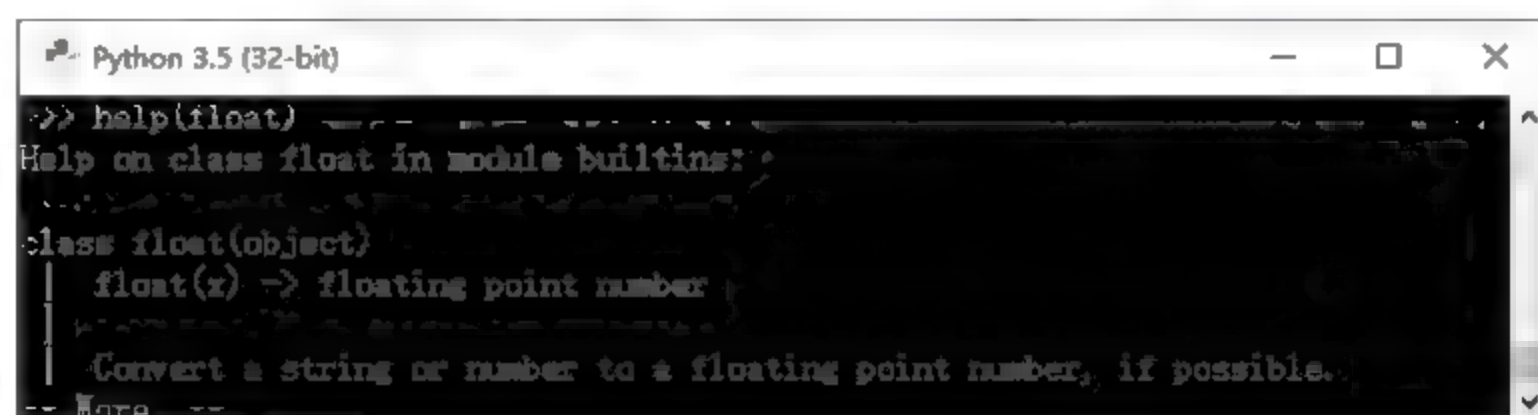 Python 3.5 (32-bit)
>>> help(float)
Help on class float in module builtins:
class float(object)
| float(x) -> floating point number
|
| Convert a string or number to a floating point number, if possible.
-- More --